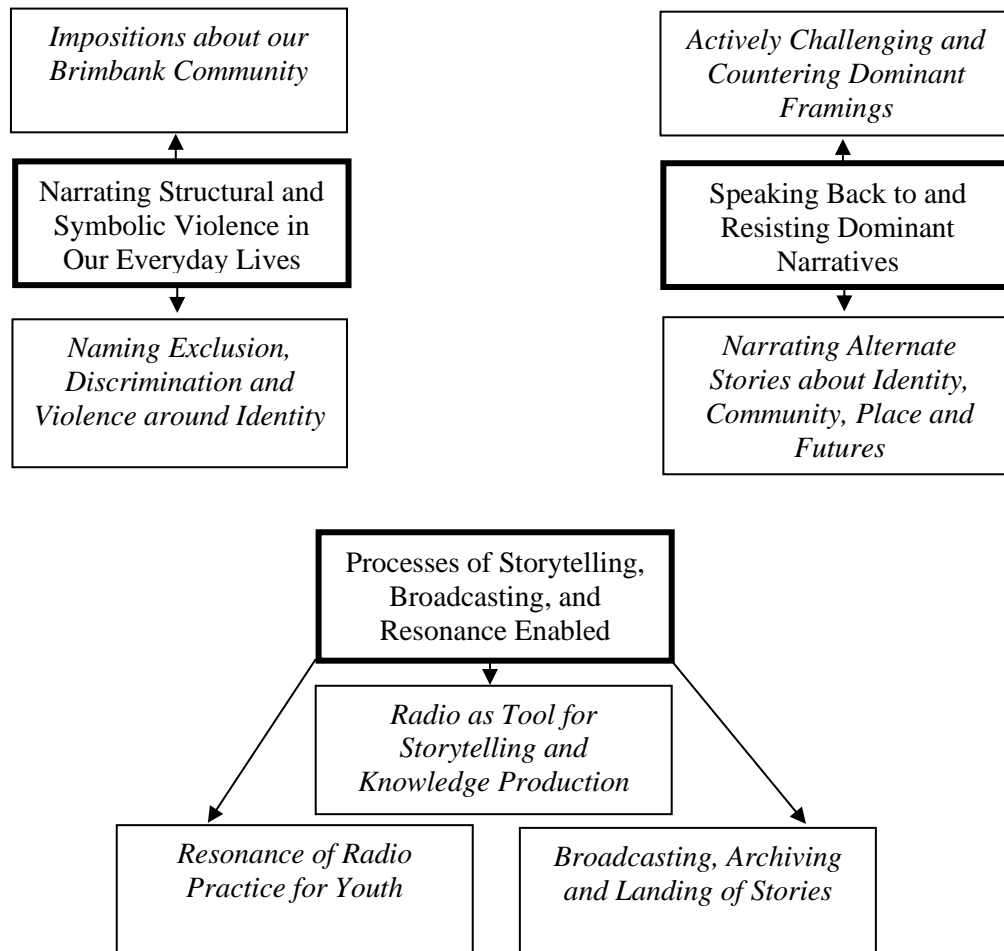 Impositions about our
Brimbank Community
Narrating Structural and
Symbolic Violence in
Our Everyday Lives
Naming Exclusion,
Discrimination and
Violence around Identity
Actively Challenging and
Countering Dominant
Framings
Speaking Back to and
Resisting Dominant
Narratives
Narrating Alternate
Stories about Identity,
Community, Place and
Futures
Processes of Storytelling,
Broadcasting, and
Resonance Enabled
Radio as Tool for
Storytelling and
Knowledge Production
Resonance of Radio
Practice for Youth
Broadcasting, Archiving
and Landing of Stories